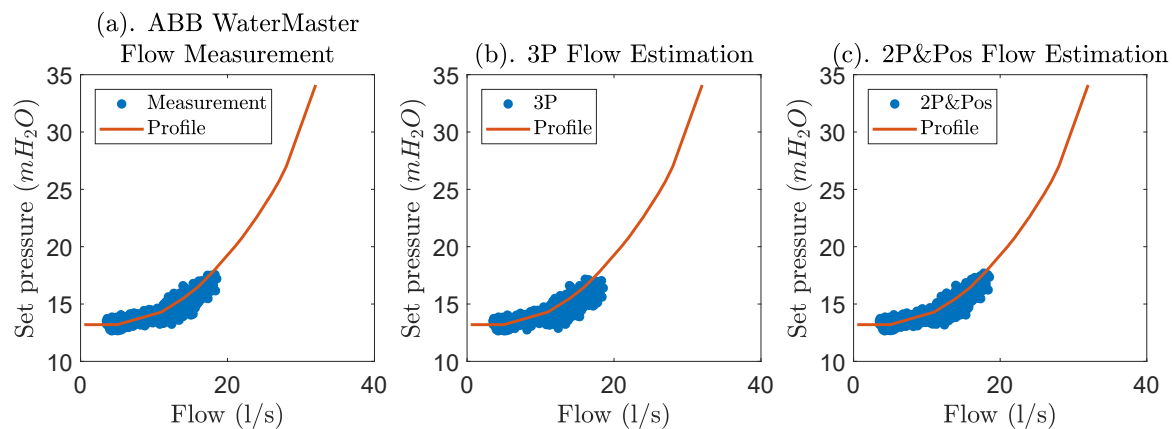 (a). ABB WaterMaster
Flow Measurement
35
30
25
20
15
10
0
20
40
Set pressure (mH₂O)
Flow (l/s)
Measurement
Profile
(b). 3P Flow Estimation
35
30
25
20
15
10
0
20
40
Set pressure (mH₂O)
Flow (l/s)
3P
Profile
(c). 2P&Pos Flow Estimation
35
30
25
20
15
10
0
20
40
Set pressure (mH₂O)
Flow (l/s)
2P&Pos
Profile